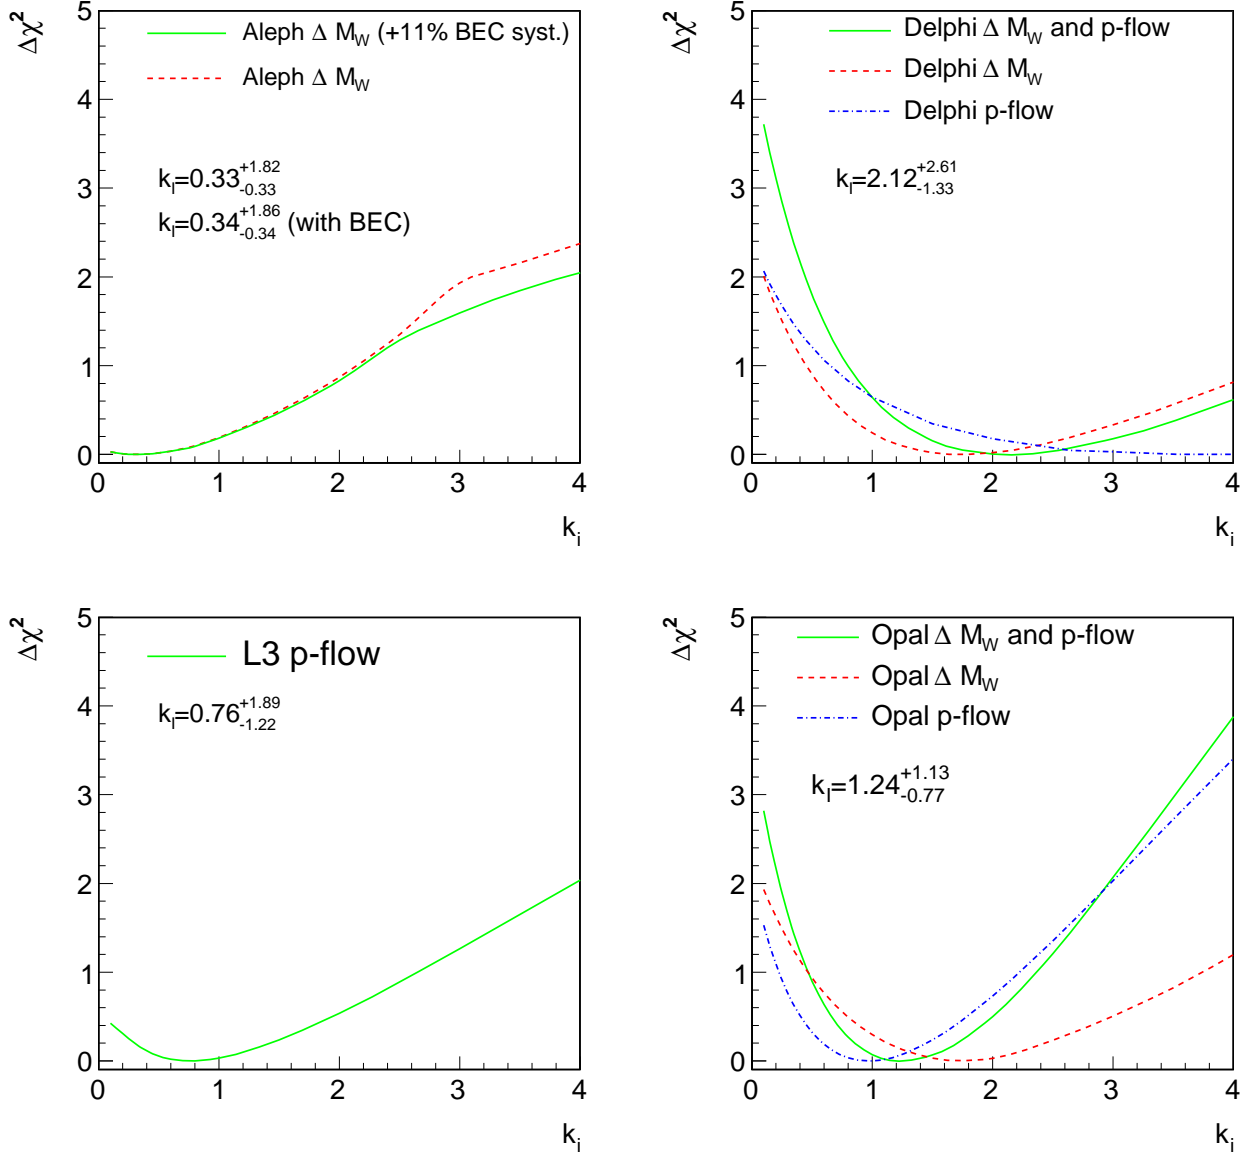 Δχ²
5
4
3
2
1
0
Aleph Δ M_W (+11% BEC syst.)
Aleph Δ M_W
k_I=0.33 +1.82 -0.33
k_I=0.34 +1.86 -0.34 (with BEC)
0 1 2 3 4
k_i
Δχ²
5
4
3
2
1
0
Delphi Δ M_W and p-flow
Delphi Δ M_W
Delphi p-flow
k_I=2.12 +2.61 -1.33
0 1 2 3 4
k_i
Δχ²
5
4
3
2
1
0
L3 p-flow
k_I=0.76 +1.89 -1.22
0 1 2 3 4
k_i
Δχ²
5
4
3
2
1
0
Opal Δ M_W and p-flow
Opal Δ M_W
Opal p-flow
k_I=1.24 +1.13 -0.77
0 1 2 3 4
k_i